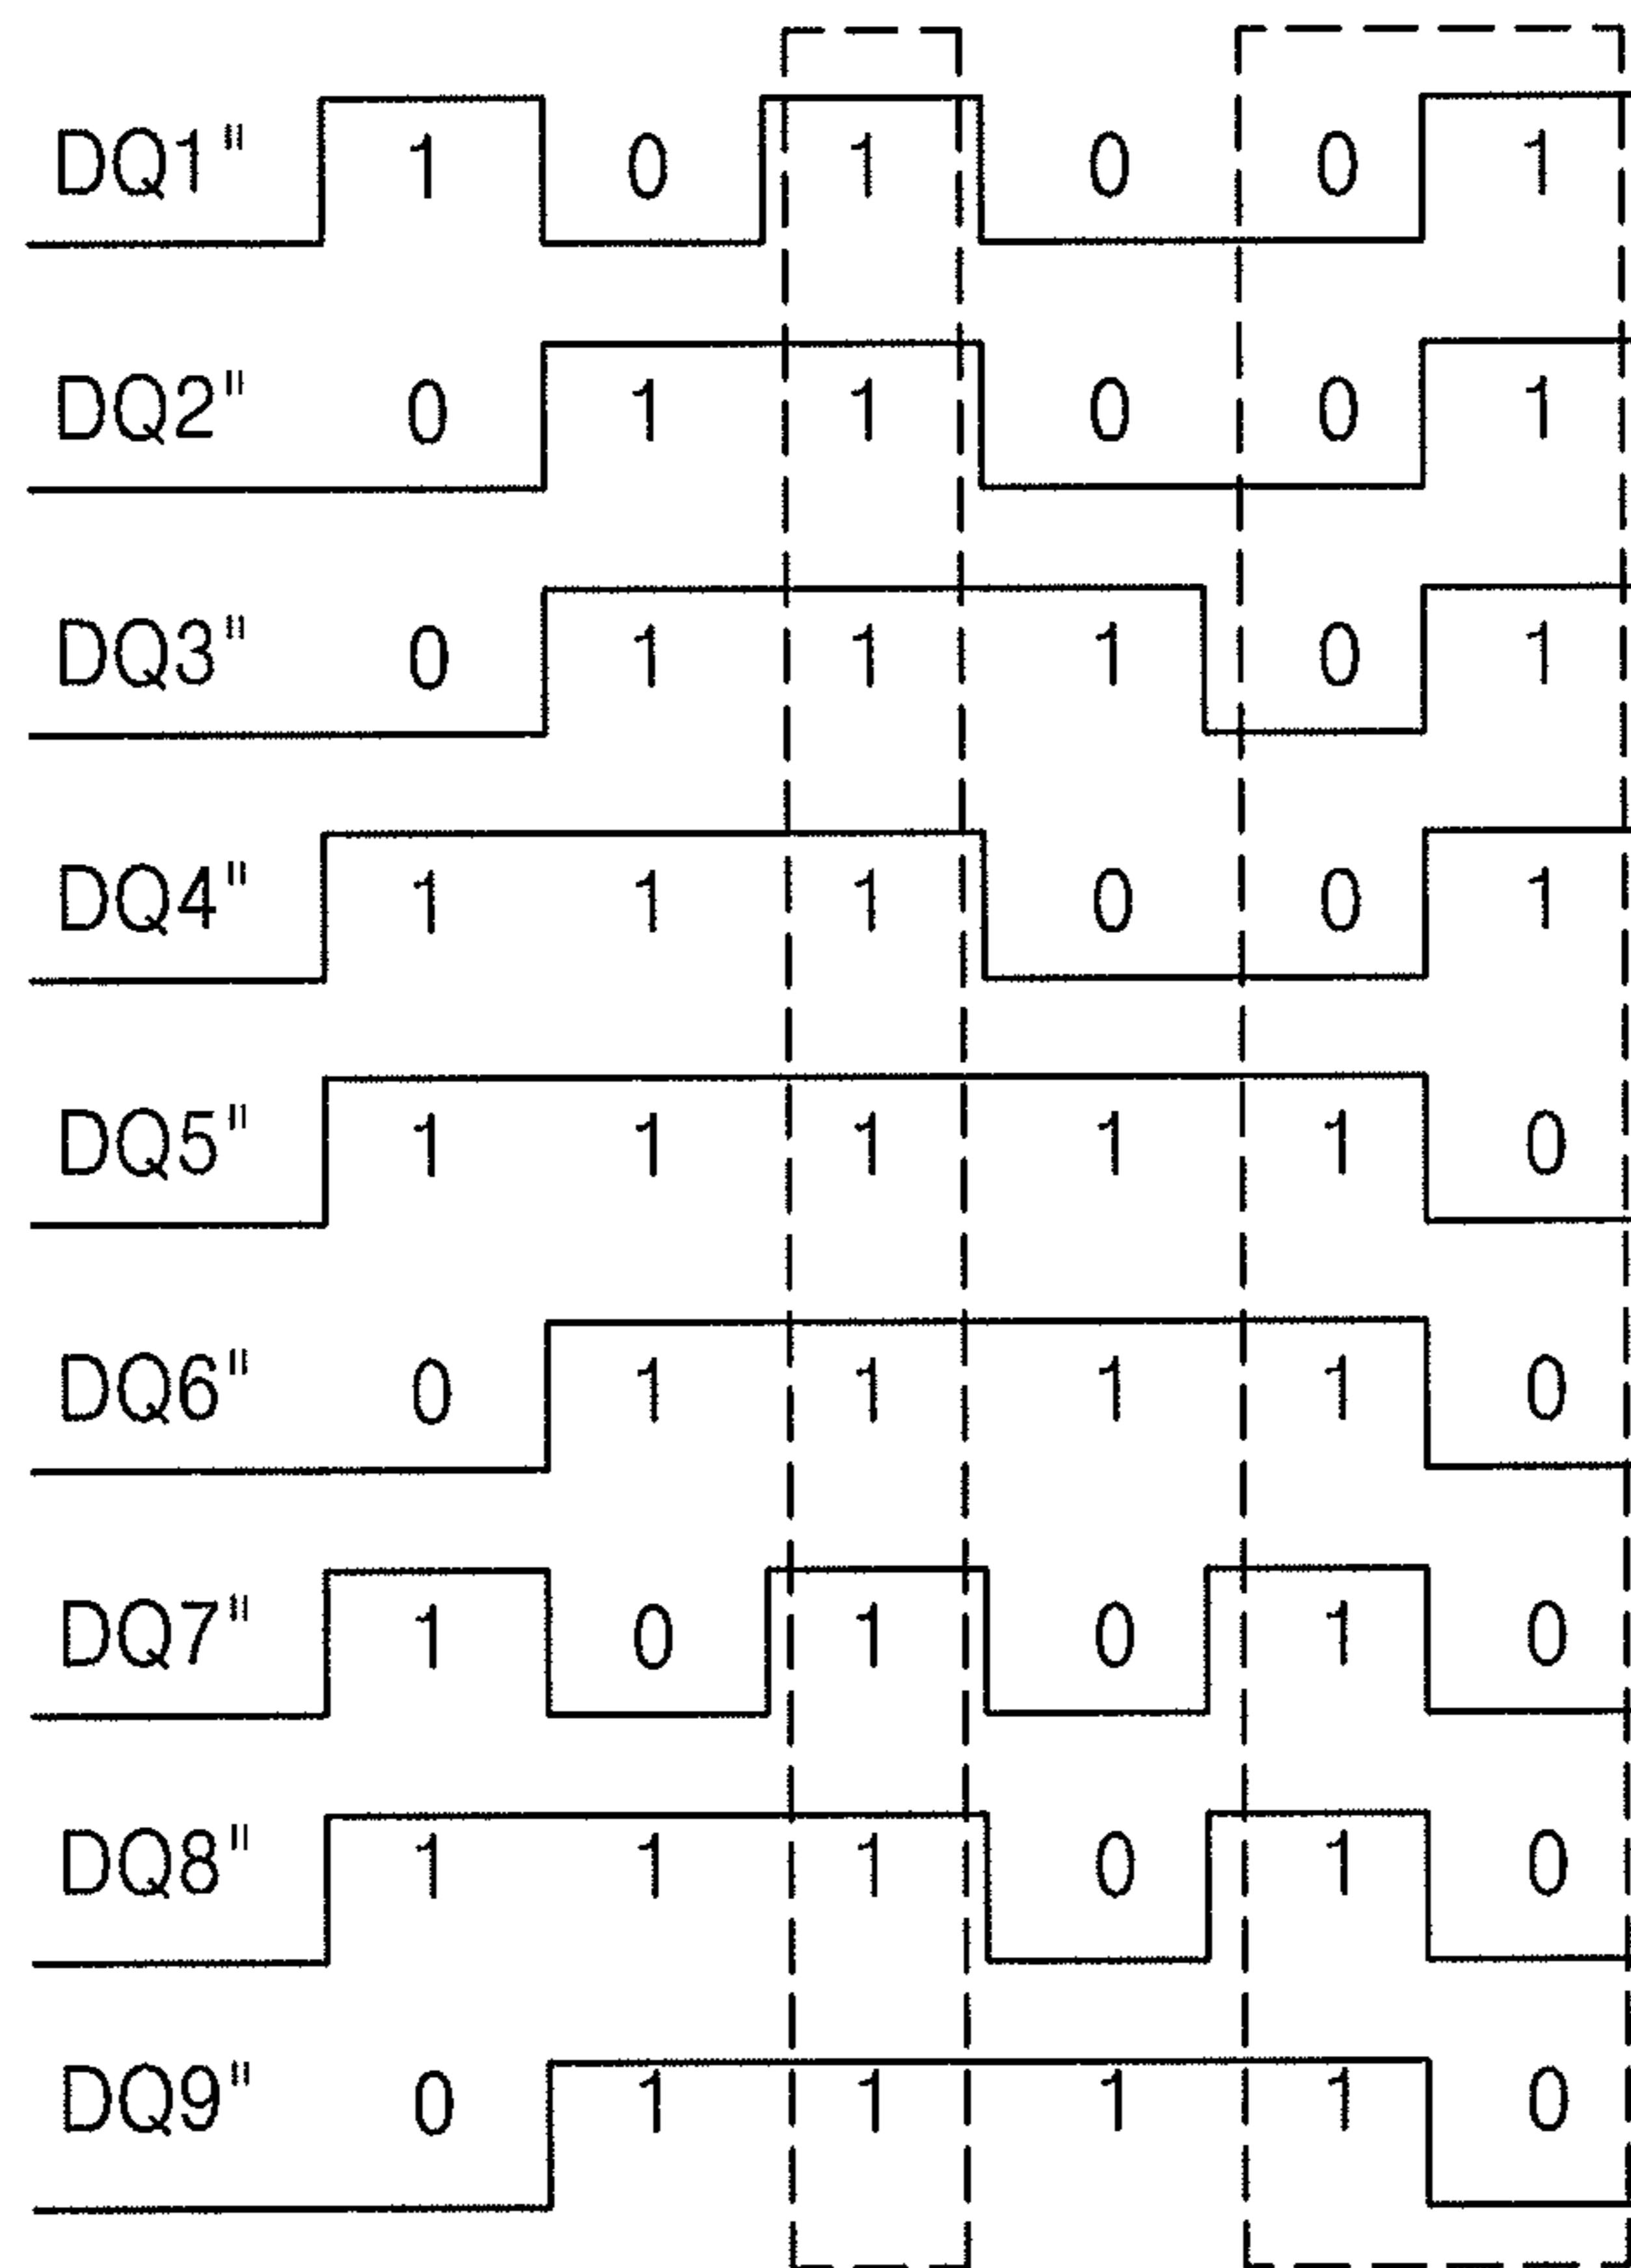 DQ1" 1 0 1 0 0 1
DQ2" 0 1 1 0 0 1
DQ3" 0 1 1 1 0 1
DQ4" 1 1 1 0 0 1
DQ5" 1 1 1 1 1 0
DQ6" 0 1 1 1 1 0
DQ7" 1 0 1 0 1 0
DQ8" 1 1 1 0 1 0
DQ9" 0 1 1 1 1 0